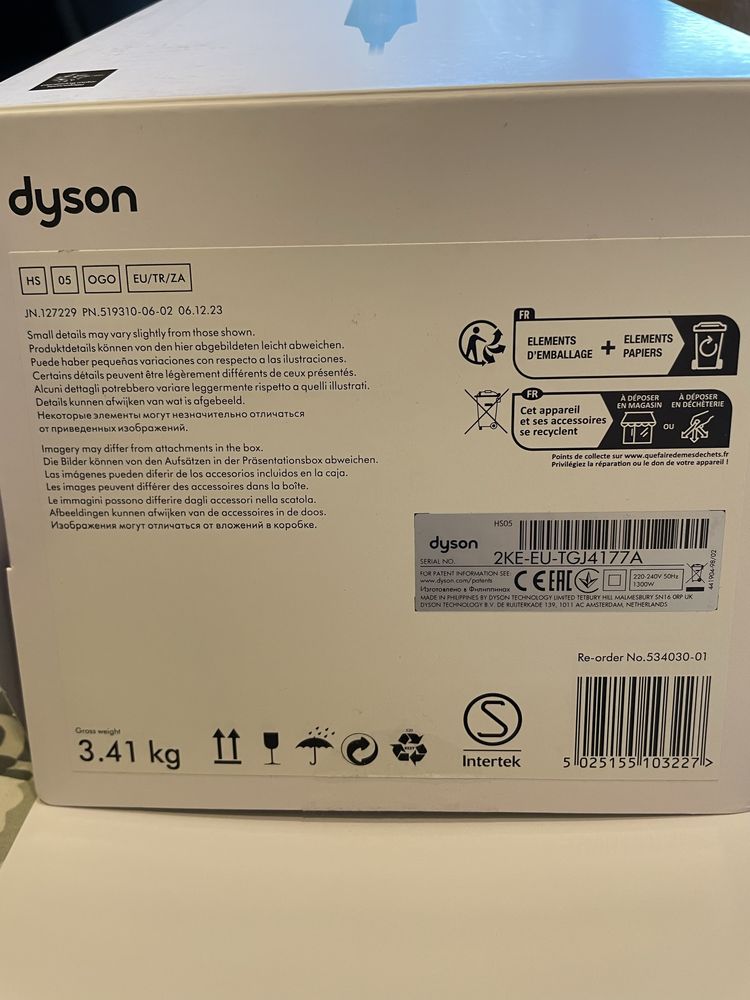 dyson
HS 05 OGO EU/TR/ZA
JN.127229 PN.519310-06-02 06.12.23
Small details may vary slightly from those shown.
Produktdetails können von den hier abgebildeten leicht abweichen.
Puede haber pequeñas variaciones con respecto a las ilustraciones.
Certains détails peuvent être légèrement différents de ceux présentés.
Alcuni dettagli potrebbero variare leggermente rispetto a quelli illustrati.
Details kunnen afwijken van wat is afgebeeld.
Некоторые элементы могут незначительно отличаться
от приведенных изображений.
Imagery may differ from attachments in the box.
Die Bilder können von den Aufsätzen in der Präsentationsbox abweichen.
Las imágenes pueden diferir de los accesorios incluidos en la caja.
Les images peuvent différer des accessoires dans la boîte.
Le immagini possono differire dagli accessori nella scatola.
Afbeeldingen kunnen afwijken van de accessoires in de doos.
Изображения могут отличаться от вложений в коробке.
FR
ELEMENTS
D'EMBALLAGE
+
ELEMENTS
PAPIERS
FR
Cet appareil
et ses accessoires
se recyclent
À DÉPOSER
EN MAGASIN
OU
À DÉPOSER
EN DÉCHÈTERIE
Points de collecte sur www.quefairedemesdechets.fr
Privilégiez la réparation ou le don de votre appareil !
HS05
dyson
SERIAL NO. 2KE-EU-TGJ4177A
FOR PATENT INFORMATION SEE:
www.dyson.com/patents
Изготовлено в Филиппинах
CE EAC
220-240V 50Hz
1300W
441904-98/02
MADE IN PHILIPPINES BY DYSON TECHNOLOGY LIMITED TETBURY HILL MALMESBURY SN16 0RP UK
DYSON TECHNOLOGY B.V. DE RUIJTERKADE 139, 1011 AC AMSTERDAM, NETHERLANDS
Re-order No.534030-01
5 025155 103227 >
Gross weight
3.41 kg
S
Intertek